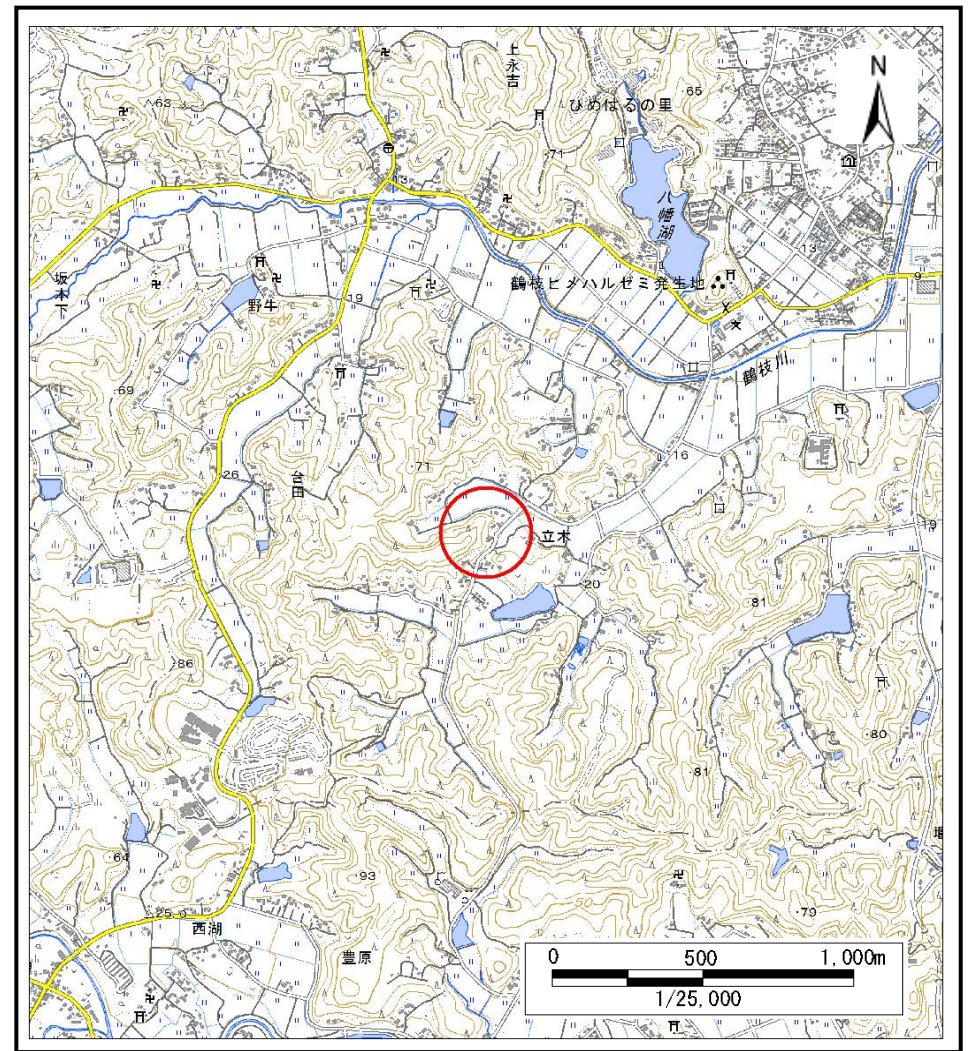 上永吉
N
63
65
ひめはるの里
71
八幡湖
13
13
坂本下
鶴枝ヒメハルゼミ発生地
9
野牛
19
鶴枝川
69
16
71
26
台田
立木
19
20
81
86
80
81
64
93
79
25.0
西湖
豊原
0 500 1,000m
1/25,000